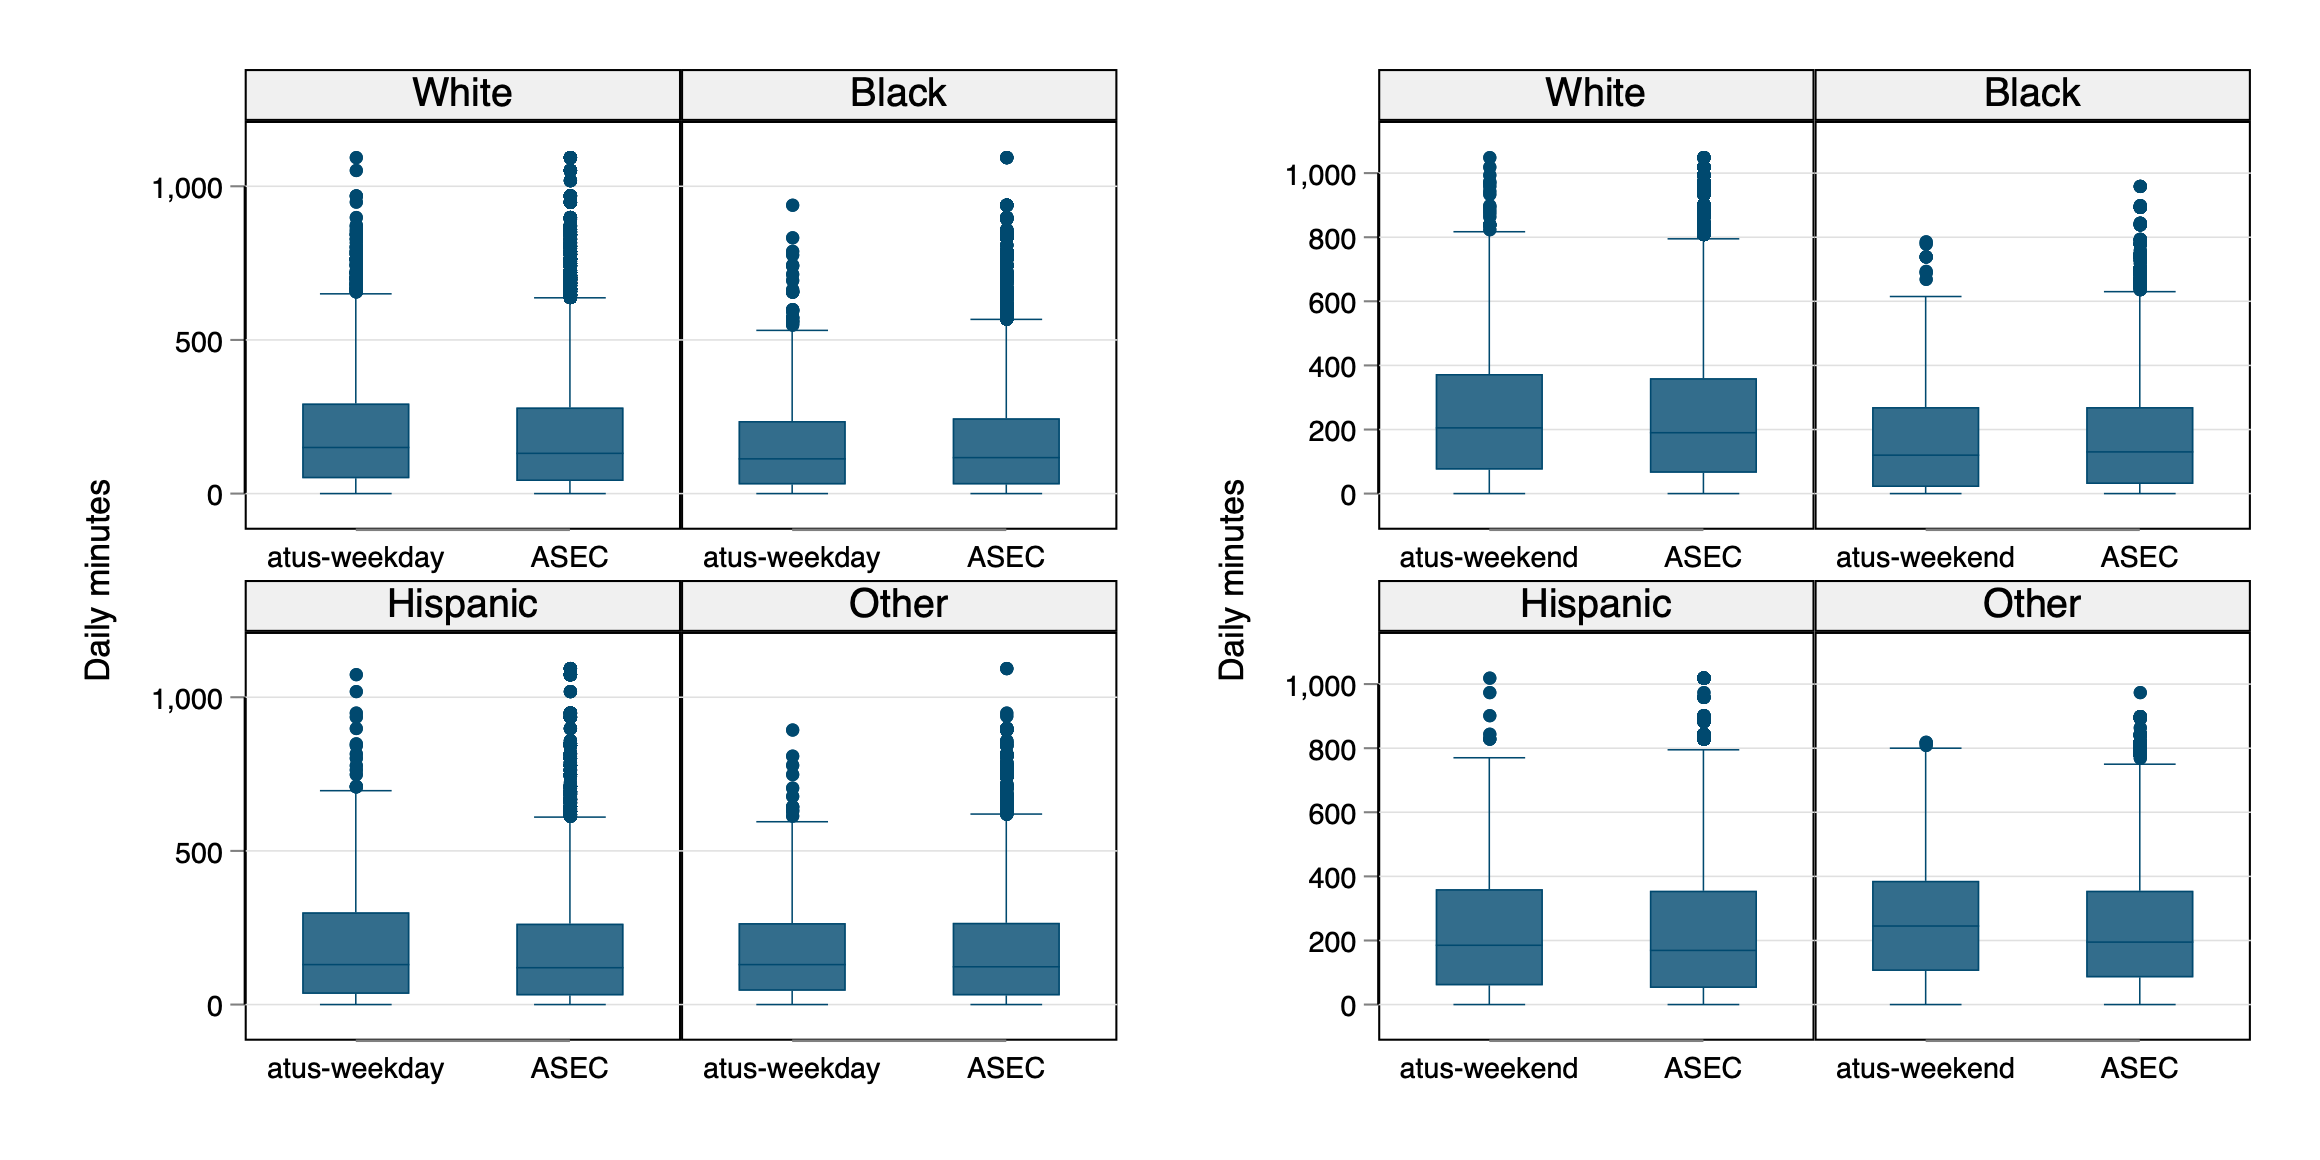 White Black
1,000
500
0
atus-weekday ASEC atus-weekday ASEC
Hispanic Other
1,000
500
0
atus-weekday ASEC atus-weekday ASEC
Daily minutes
White Black
1,000
800
600
400
200
0
atus-weekend ASEC atus-weekend ASEC
Hispanic Other
1,000
800
600
400
200
0
atus-weekend ASEC atus-weekend ASEC
Daily minutes